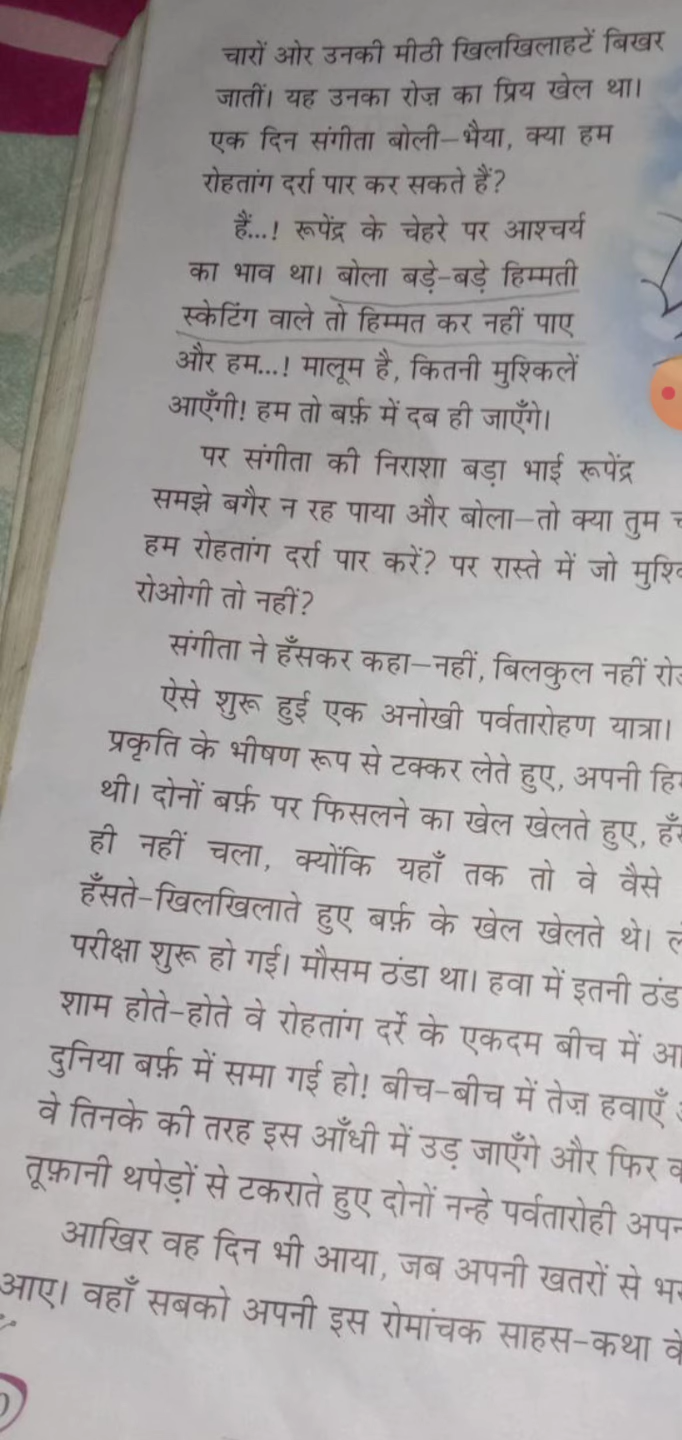 चारों ओर उनकी मीठी खिलखिलाहटें बिखर
जातीं। यह उनका रोज़ का प्रिय खेल था।
एक दिन संगीता बोली–भैया, क्या हम
रोहतांग दर्रा पार कर सकते हैं?
हैं...! रूपेंद्र के चेहरे पर आश्चर्य
का भाव था। बोला बड़े-बड़े हिम्मती
स्केटिंग वाले तो हिम्मत कर नहीं पाए
और हम...! मालूम है, कितनी मुश्किलें
आएँगी! हम तो बर्फ़ में दब ही जाएँगे।
पर संगीता की निराशा बड़ा भाई रूपेंद्र
समझे बगैर न रह पाया और बोला–तो क्या तुम
हम रोहतांग दर्रा पार करें? पर रास्ते में जो
रोओगी तो नहीं?
संगीता ने हँसकर कहा–नहीं, बिलकुल नहीं
ऐसे शुरू हुई एक अनोखी पर्वतारोहण यात्रा।
प्रकृति के भीषण रूप से टक्कर लेते हुए, अपनी
थी। दोनों बर्फ़ पर फिसलने का खेल खेलते हुए,
ही नहीं चला, क्योंकि यहाँ तक तो वे वैसे
हँसते-खिलखिलाते हुए बर्फ़ के खेल खेलते थे।
परीक्षा शुरू हो गई। मौसम ठंडा था। हवा में इतनी ठंड
शाम होते-होते वे रोहतांग दर्रे के एकदम बीच में
दुनिया बर्फ़ में समा गई हो! बीच-बीच में तेज़ हवाएँ
वे तिनके की तरह इस आँधी में उड़ जाएँगे और फिर
तूफ़ानी थपेड़ों से टकराते हुए दोनों नन्हे पर्वतारोही
आखिर वह दिन भी आया, जब अपनी खतरों से
आए। वहाँ सबको अपनी इस रोमांचक साहस-कथा